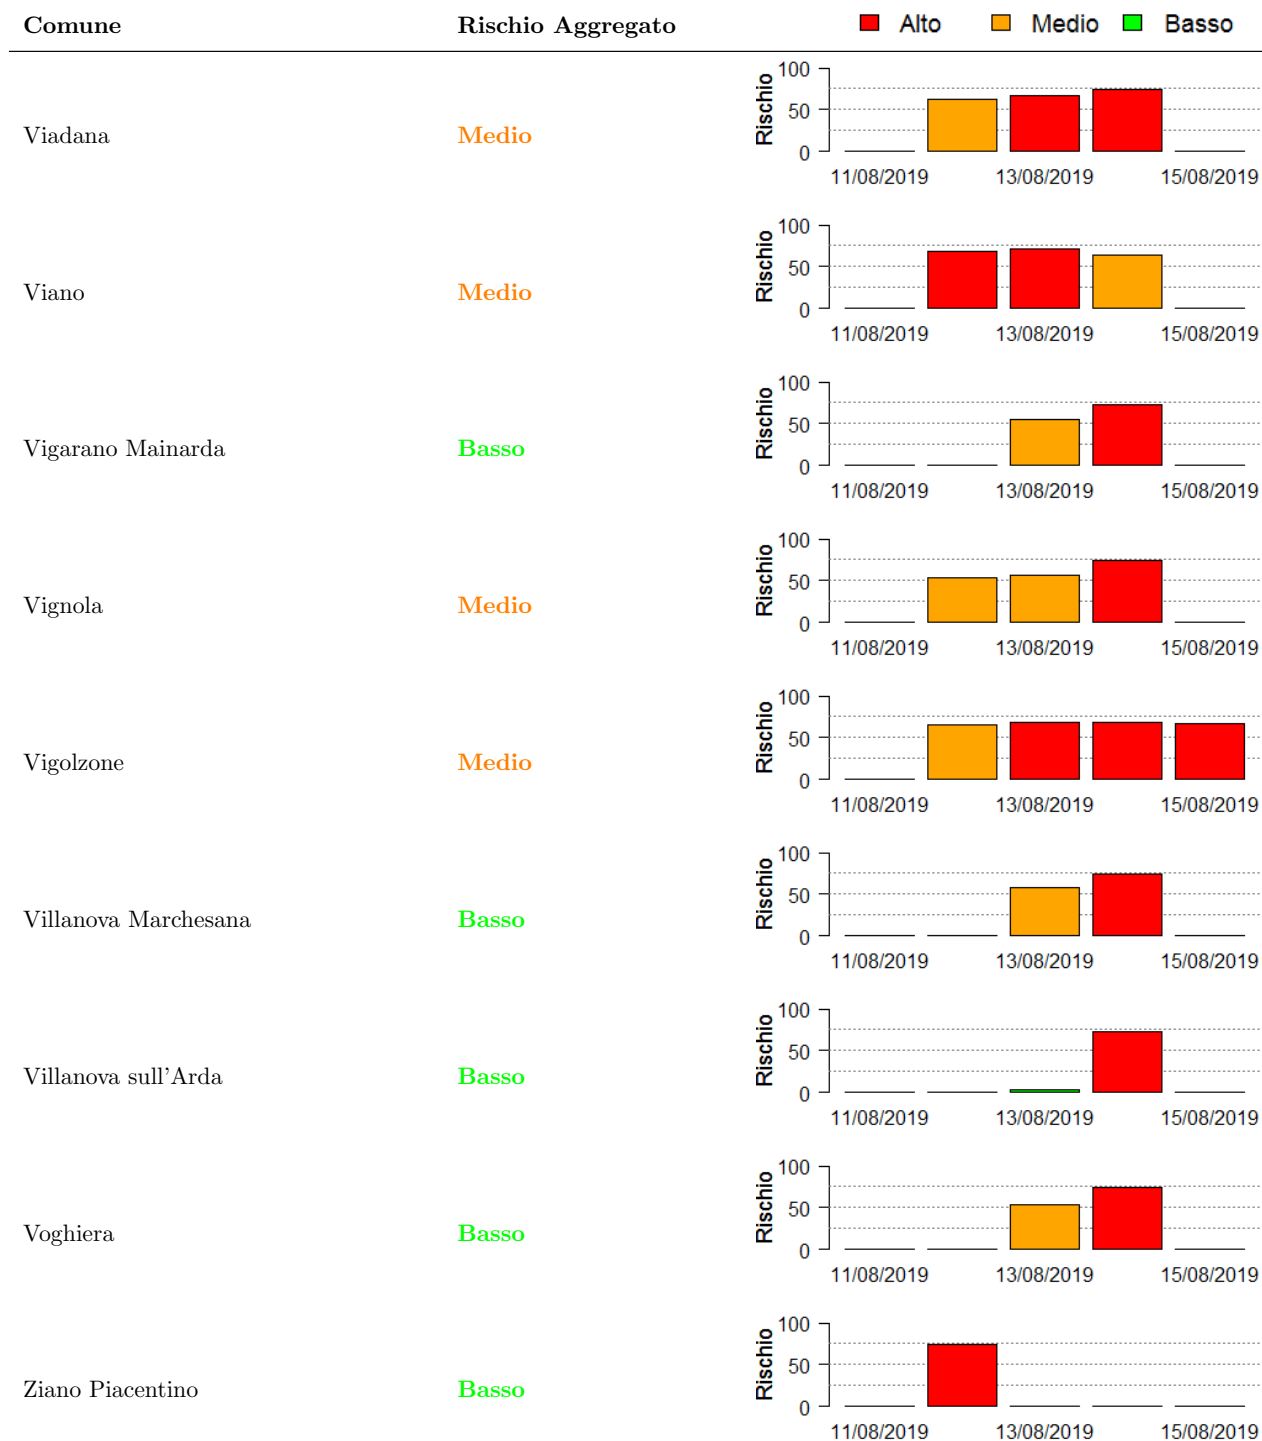 Comune Rischio Aggregato Alto Medio Basso
Viadana Medio
Rischio
100
50
0
11/08/2019 13/08/2019 15/08/2019
Viano Medio
Rischio
100
50
0
11/08/2019 13/08/2019 15/08/2019
Vigarano Mainarda Basso
Rischio
100
50
0
11/08/2019 13/08/2019 15/08/2019
Vignola Medio
Rischio
100
50
0
11/08/2019 13/08/2019 15/08/2019
Vigolzone Medio
Rischio
100
50
0
11/08/2019 13/08/2019 15/08/2019
Villanova Marchesana Basso
Rischio
100
50
0
11/08/2019 13/08/2019 15/08/2019
Villanova sull'Arda Basso
Rischio
100
50
0
11/08/2019 13/08/2019 15/08/2019
Voghiera Basso
Rischio
100
50
0
11/08/2019 13/08/2019 15/08/2019
Ziano Piacentino Basso
Rischio
100
50
0
11/08/2019 13/08/2019 15/08/2019